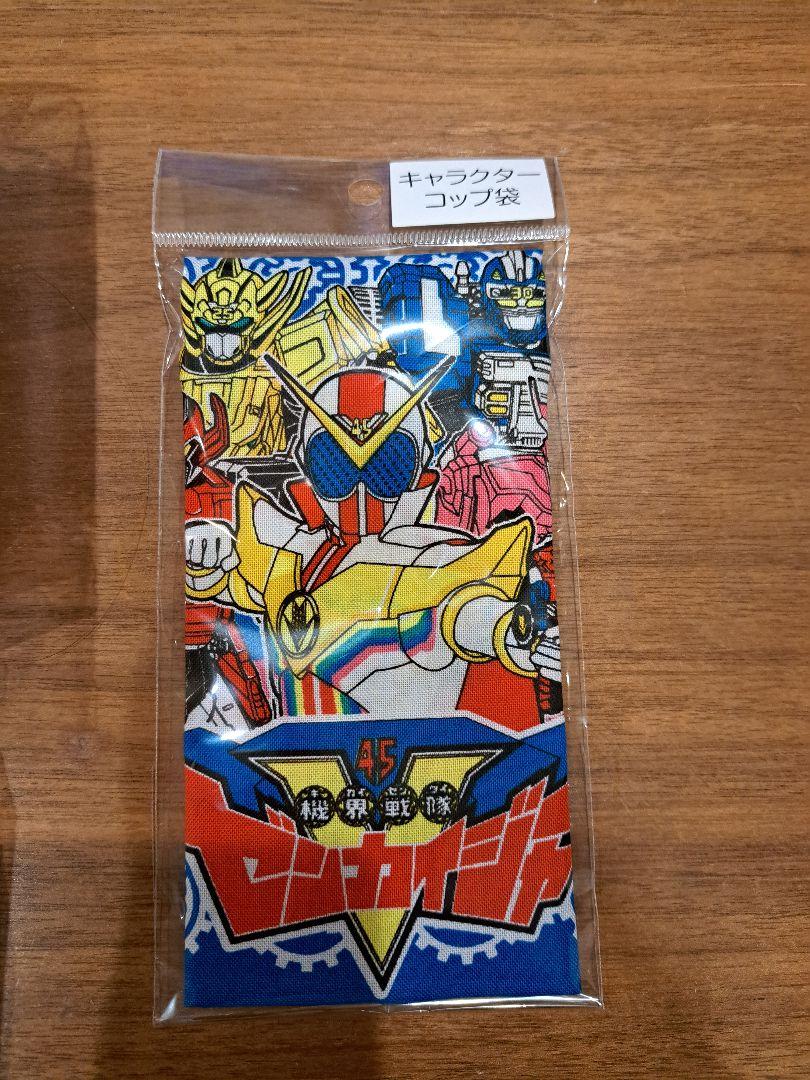 キャラクター
コップ袋
45
キ カイ セン タイ
機界戦隊
ゼンカイジャ